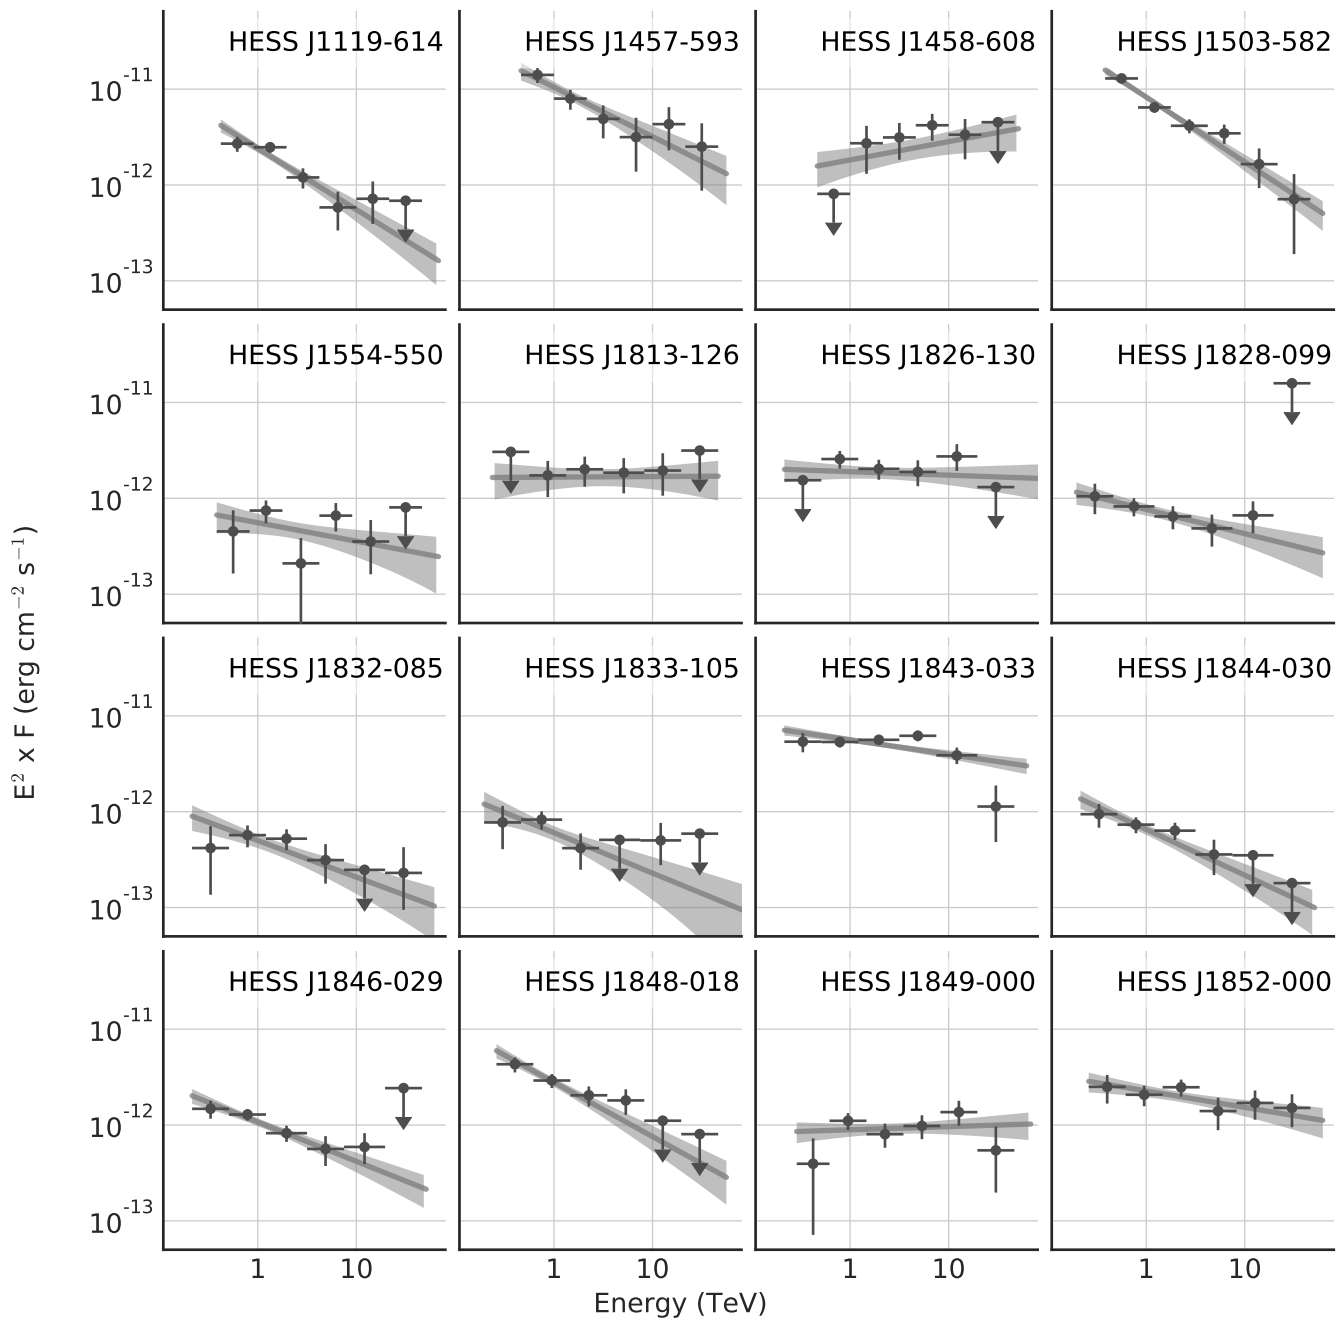 HESS J1119-614
HESS J1457-593
HESS J1458-608
HESS J1503-582
10-11
10-12
10-13
HESS J1554-550
HESS J1813-126
HESS J1826-130
HESS J1828-099
10-11
10-12
10-13
E2 x F (erg cm−2 s−1)
HESS J1832-085
HESS J1833-105
HESS J1843-033
HESS J1844-030
10-11
10-12
10-13
HESS J1846-029
HESS J1848-018
HESS J1849-000
HESS J1852-000
10-11
10-12
10-13
1 10 1 10 1 10 1 10
Energy (TeV)